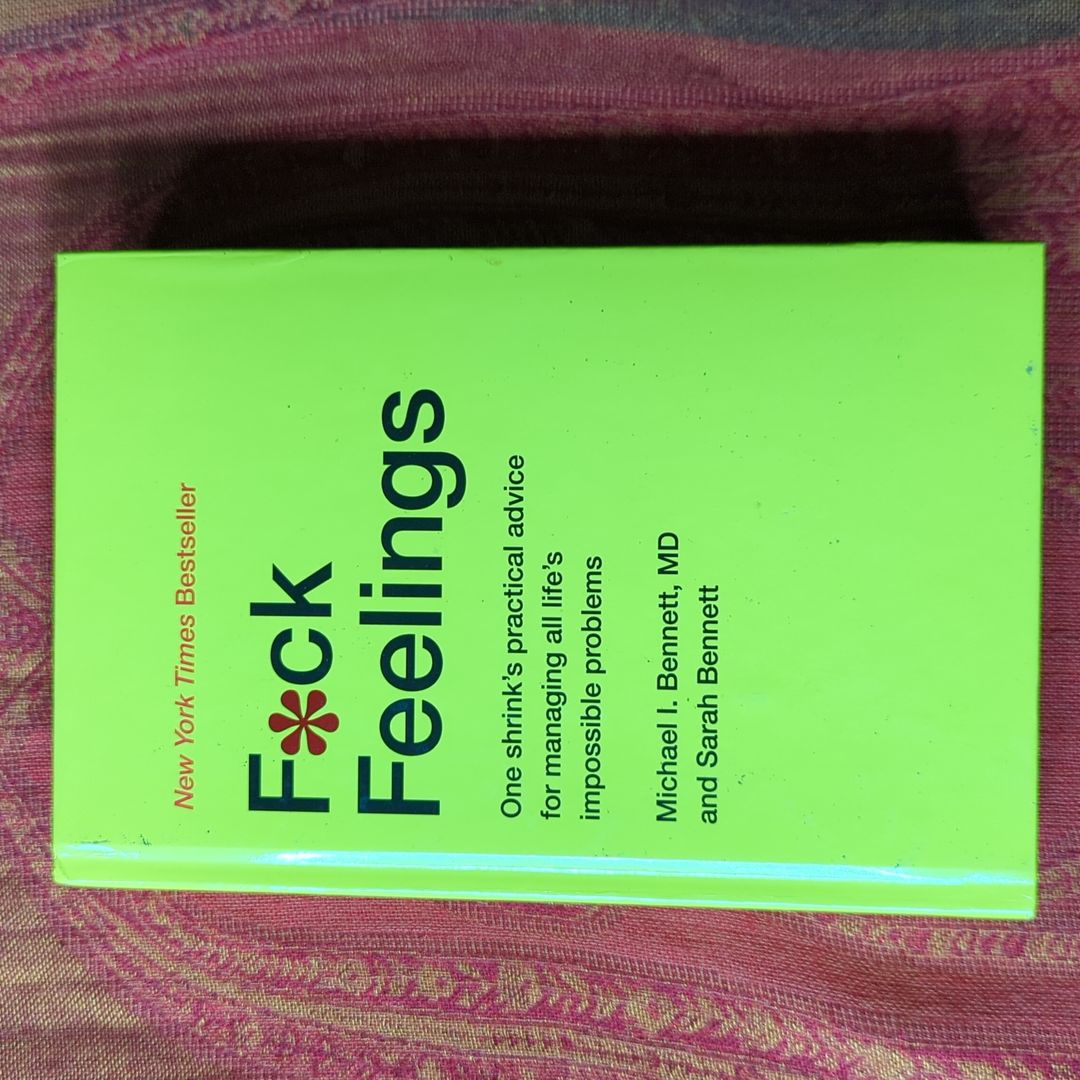 New York Times Bestseller
F*ck
Feelings
One shrink's practical advice
for managing all life's
impossible problems
Michael I. Bennett, MD
and Sarah Bennett